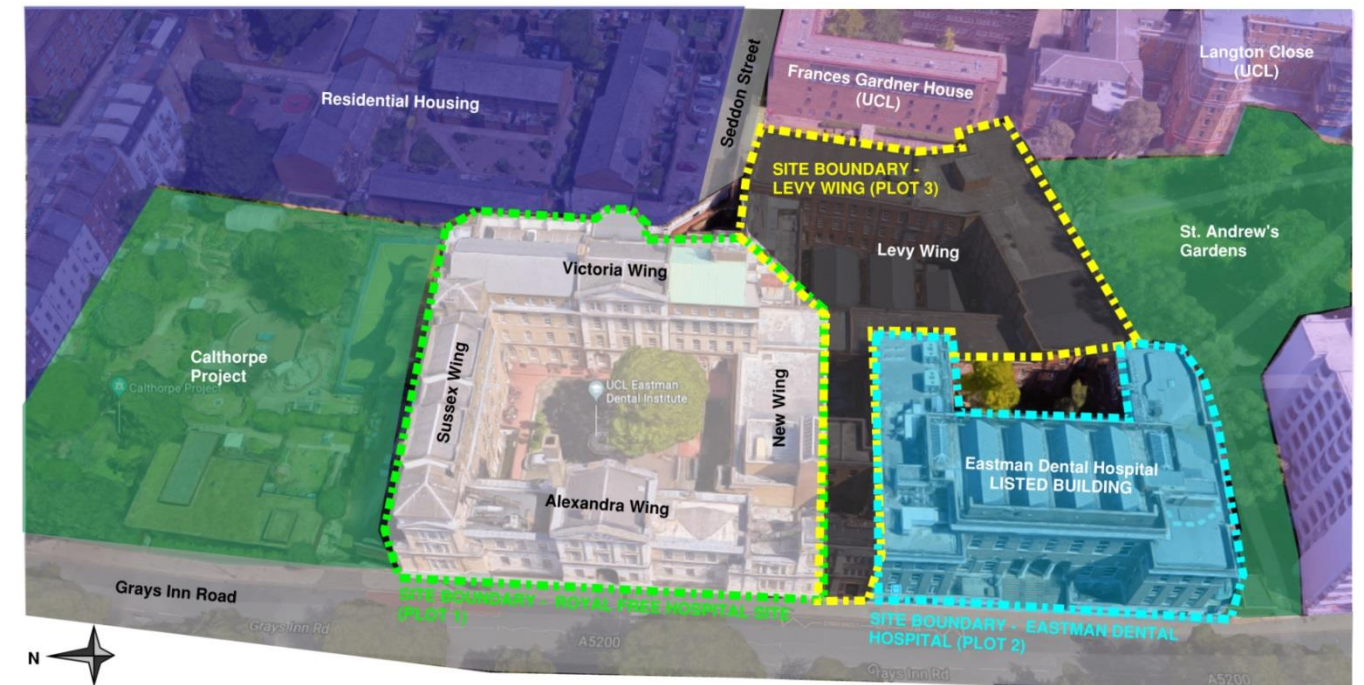 Residential Housing
Seddon Street
Frances Gardner House
(UCL)
Langton Close
(UCL)
SITE BOUNDARY -
LEVY WING (PLOT 3)
Levy Wing
St. Andrew's
Gardens
Victoria Wing
Calthorpe
Project
Calthorpe Project
Sussex Wing
UCL Eastman
Dental Institute
New Wing
Alexandra Wing
Eastman Dental Hospital
LISTED BUILDING
Grays Inn Road
SITE BOUNDARY - ROYAL FREE HOSPITAL SITE
(PLOT 1)
SITE BOUNDARY - EASTMAN DENTAL
HOSPITAL (PLOT 2)
Grays Inn Rd
A5200
Grays Inn Rd
A5200
N